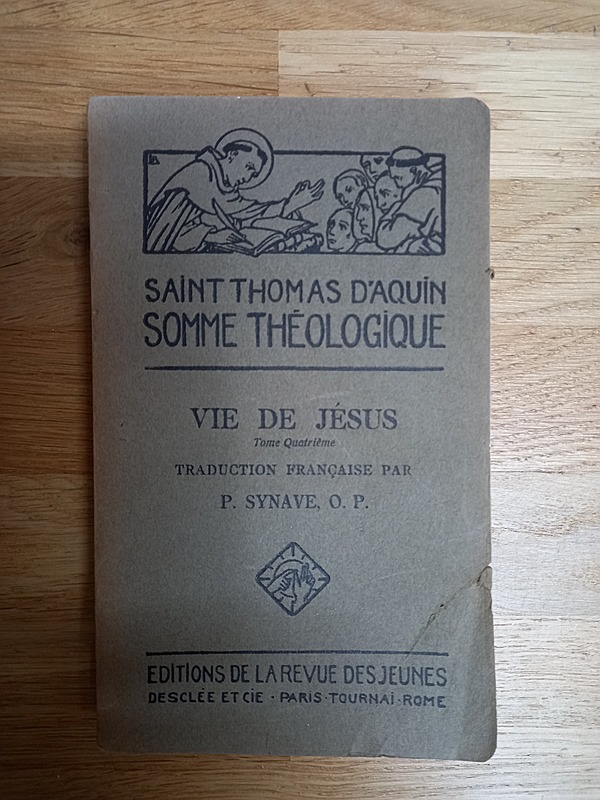 SAINT THOMAS D'AQUIN
SOMME THÉOLOGIQUE
VIE DE JÉSUS
Tome Quatrième
TRADUCTION FRANÇAISE PAR
P. SYNAVE, O. P.
EDITIONS DE LA REVUE DES JEUNES
DESCLÉE ET CIE · PARIS · TOURNAI · ROME